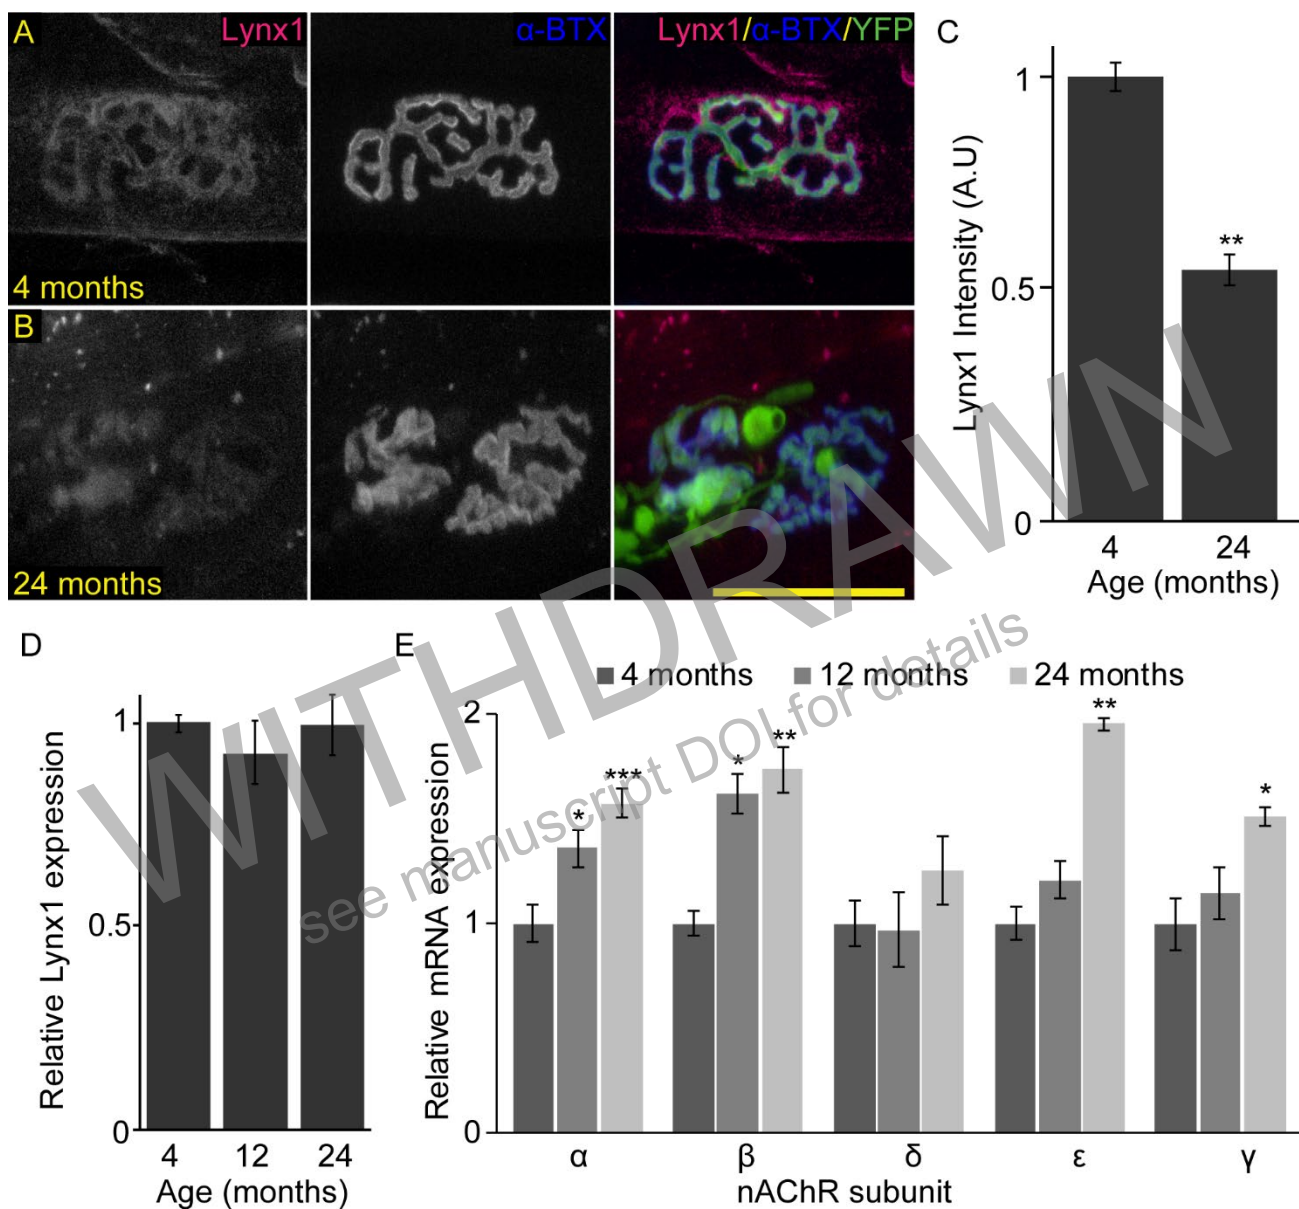 A
Lynx1
α-BTX
Lynx1/α-BTX/YFP
4 months
B
24 months
C
Lynx1 Intensity (A.U)
1
0.5
0
**
4
24
Age (months)
D
Relative Lynx1 expression
1
0.5
0
4
12
24
Age (months)
E
4 months
12 months
24 months
Relative mRNA expression
2
1
0
*
***
*
**
**
*
α
β
δ
ε
γ
nAChR subunit
WITHDRAWN
see manuscript DOI for details